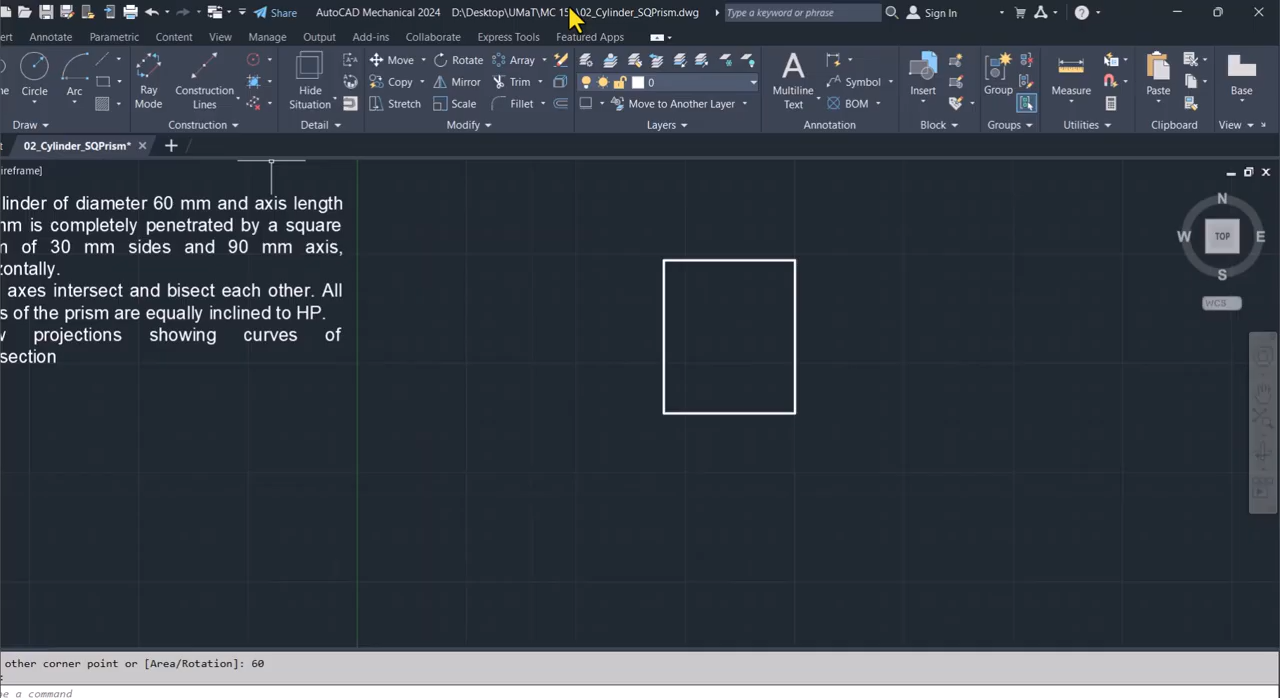 Share
AutoCAD Mechanical 2024 D:\Desktop\UMaT\MC 15 \02_Cylinder_SQPrism.dwg
Type a keyword or phrase
Sign In
ert Annotate Parametric Content View Manage Output Add-ins Collaborate Express Tools Featured Apps
Circle
Arc
Ray Mode
Construction Lines
Hide Situation
Move
Rotate
Array
Copy
Mirror
Trim
Stretch
Scale
Fillet
0
Move to Another Layer
Multiline Text
Symbol
BOM
Insert
Group
Measure
Paste
Base
Draw
Construction
Detail
Modify
Layers
Annotation
Block
Groups
Utilities
Clipboard
View
02_Cylinder_SQPrism*
ireframe]
linder of diameter 60 mm and axis length
nm is completely penetrated by a square
n of 30 mm sides and 90 mm axis,
zontally.
axes intersect and bisect each other. All
s of the prism are equally inclined to HP.
w projections showing curves of
section
N
W
TOP
E
S
WCS
other corner point or [Area/Rotation]: 60
:
pe a command